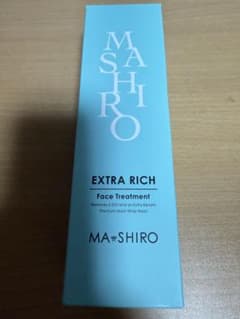 MASHIRO
EXTRA RICH
Face Treatment
MA SHIRO